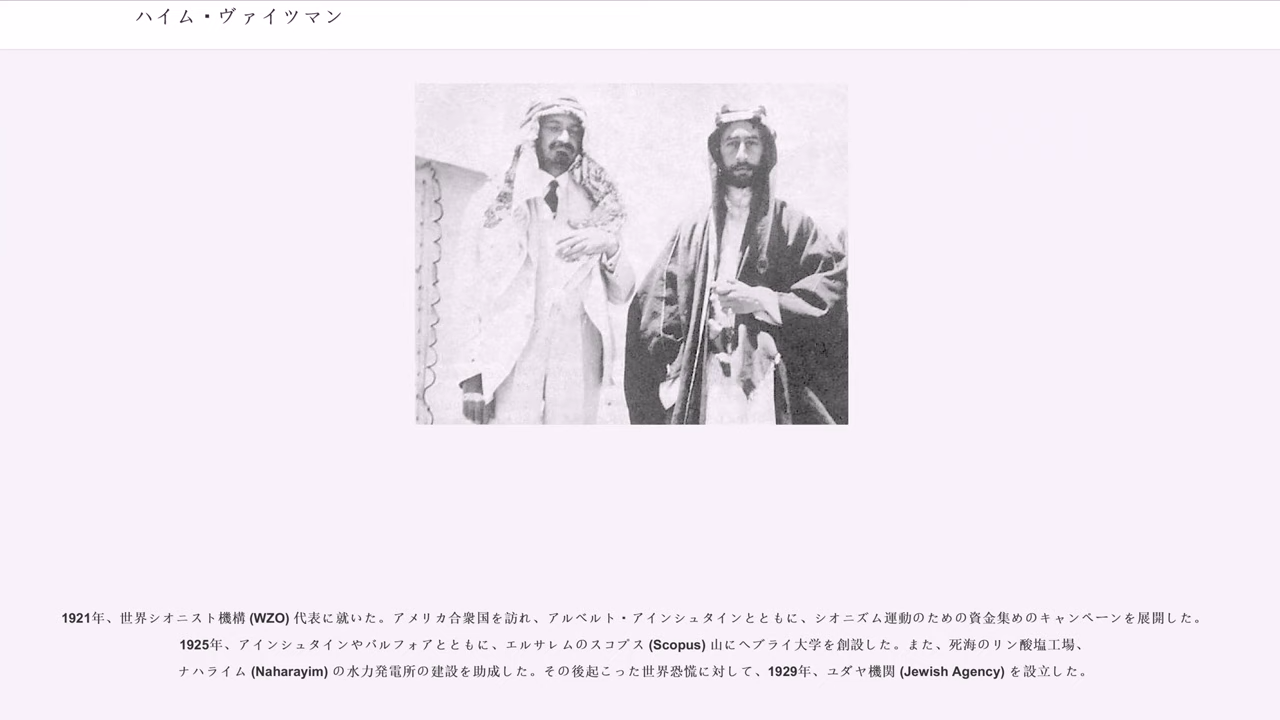 ハイム・ヴァイツマン
1921年、世界シオニスト機構 (WZO) 代表に就いた。アメリカ合衆国を訪れ、アルベルト・アインシュタインとともに、シオニズム運動のための資金集めのキャンペーンを展開した。
1925年、アインシュタインやバルフォアとともに、エルサレムのスコプス (Scopus) 山にヘブライ大学を創設した。また、死海のリン酸塩工場、
ナハライム (Naharayim) の水力発電所の建設を助成した。その後起こった世界恐慌に対して、1929年、ユダヤ機関 (Jewish Agency) を設立した。